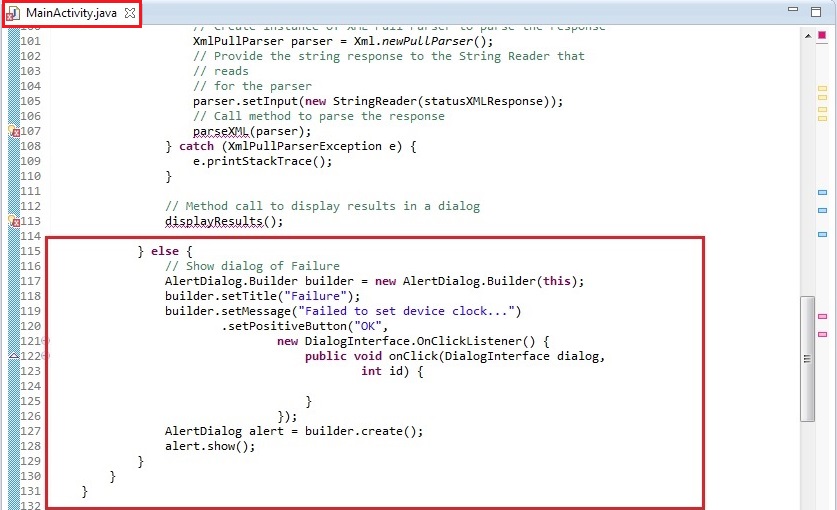 MainActivity.java
100 // Create instance of XML Pull Parser to parse the response
101 XmlPullParser parser = Xml.newPullParser();
102 // Provide the string response to the String Reader that
103 // reads
104 // for the parser
105 parser.setInput(new StringReader(statusXMLResponse));
106 // Call method to parse the response
107 parseXML(parser);
108 } catch (XmlPullParserException e) {
109 e.printStackTrace();
110 }
111
112 // Method call to display results in a dialog
113 displayResults();
114
115 } else {
116 // Show dialog of Failure
117 AlertDialog.Builder builder = new AlertDialog.Builder(this);
118 builder.setTitle("Failure");
119 builder.setMessage("Failed to set device clock...")
120 .setPositiveButton("OK",
121 new DialogInterface.OnClickListener() {
122 public void onClick(DialogInterface dialog,
123 int id) {
124
125 }
126 });
127 AlertDialog alert = builder.create();
128 alert.show();
129 }
130 }
131 }
132